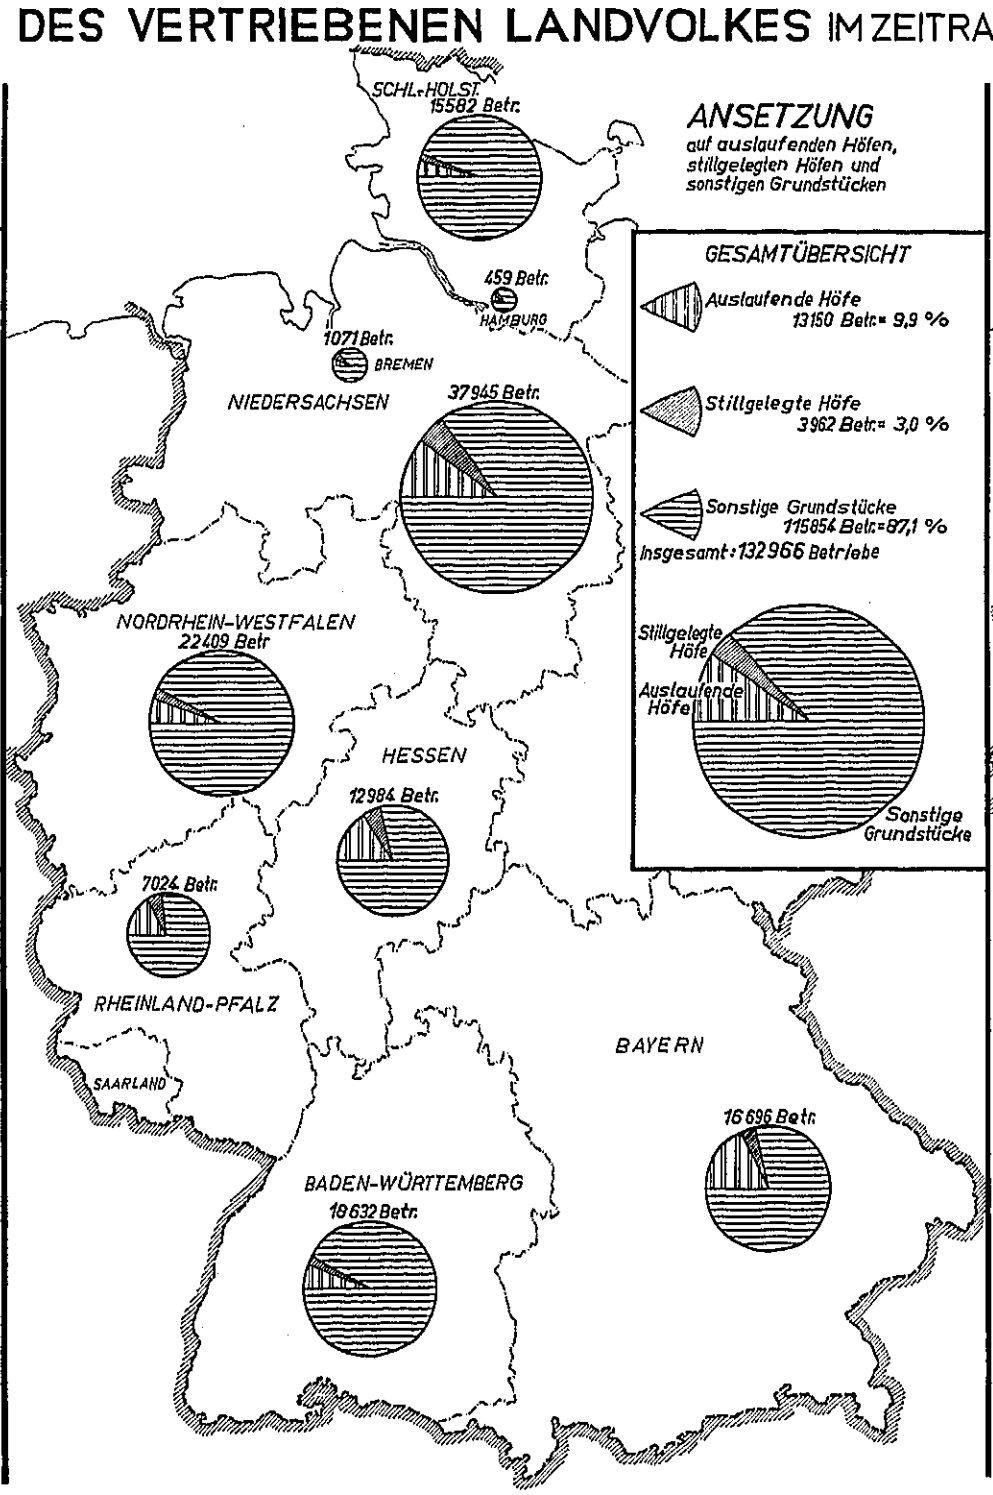 DES VERTRIEBENEN LANDVOLKES IM ZEITRA
SCHL.-HOLST.
15582 Betr.
ANSETZUNG
auf auslaufenden Höfen,
stillgelegten Höfen und
sonstigen Grundstücken
459 Betr.
HAMBURG
1071 Betr.
BREMEN
NIEDERSACHSEN
37945 Betr.
GESAMTÜBERSICHT
Auslaufende Höfe
13150 Betr.= 9,9 %
Stillgelegte Höfe
3962 Betr.= 3,0 %
Sonstige Grundstücke
115854 Betr.=87,1 %
Insgesamt:132966 Betriebe
Stillgelegte
Höfe
Auslaufende
Höfe
Sonstige
Grundstücke
NORDRHEIN-WESTFALEN
22409 Betr
HESSEN
12984 Betr.
7024 Betr.
RHEINLAND-PFALZ
SAARLAND
BAYERN
16 696 Betr.
BADEN-WÜRTTEMBERG
18632 Betr.